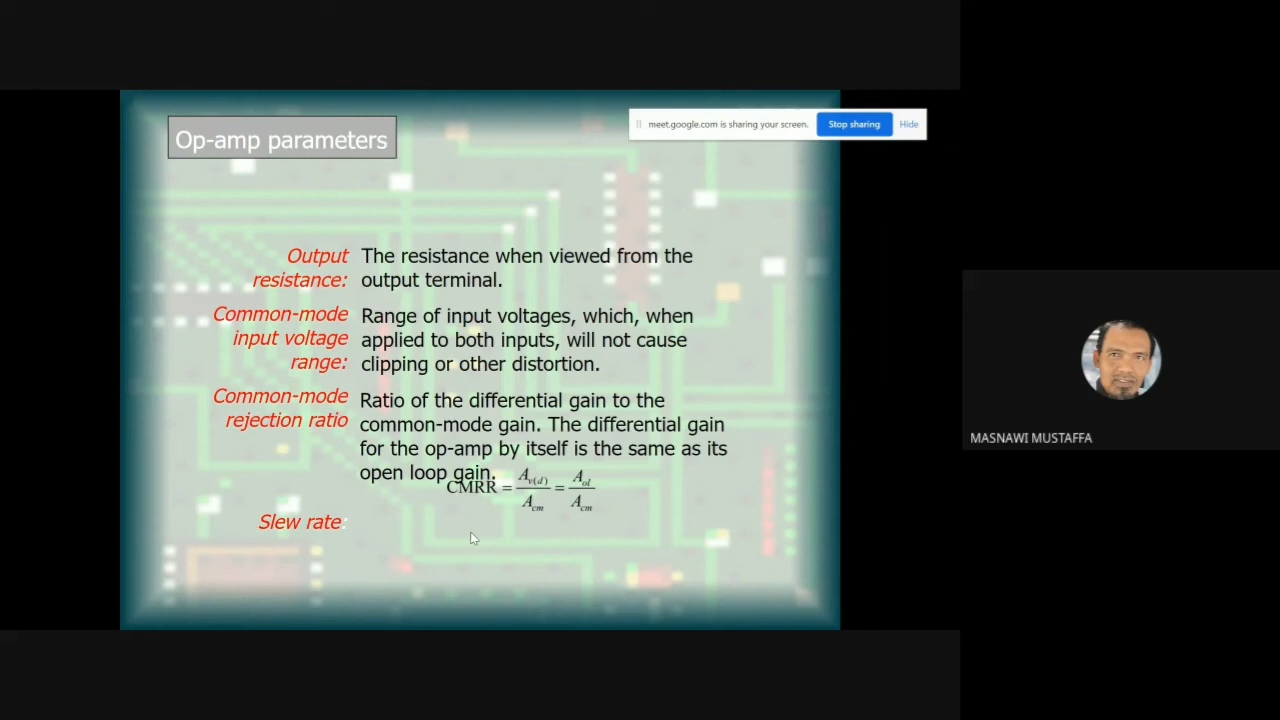 Op-amp parameters
meet.google.com is sharing your screen.
Stop sharing
Hide
Output
resistance:
The resistance when viewed from the
output terminal.
Common-mode
input voltage
range:
Range of input voltages, which, when
applied to both inputs, will not cause
clipping or other distortion.
Common-mode
rejection ratio
Ratio of the differential gain to the
common-mode gain. The differential gain
for the op-amp by itself is the same as its
open loop gain.
CMRR = A_v(d) / A_cm = A_ol / A_cm
Slew rate:
MASNAWI MUSTAFFA